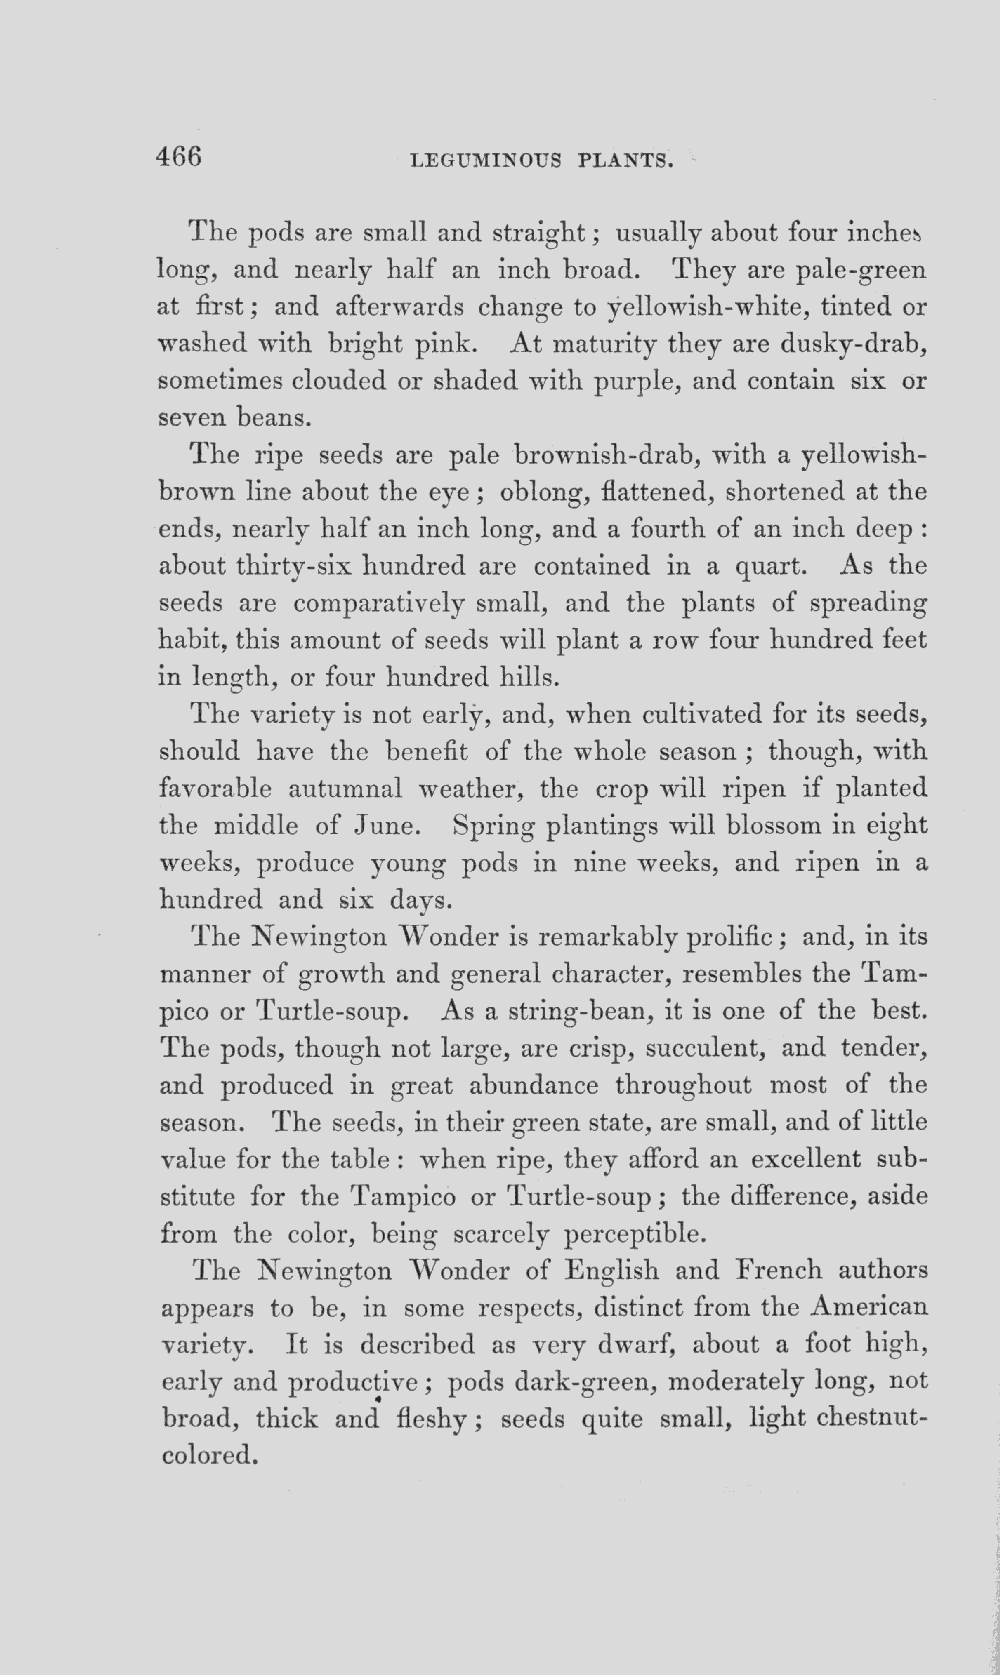 466 LEGUMINOUS PLANTS.
The pods are small and straight; usually about four inches
long, and nearly half an inch broad. They are pale-green
at first; and afterwards change to yellowish-white, tinted or
washed with bright pink. At maturity they are dusky-drab,
sometimes clouded or shaded with purple, and contain six or
seven beans.
The ripe seeds are pale brownish-drab, with a yellowish-
brown line about the eye; oblong, flattened, shortened at the
ends, nearly half an inch long, and a fourth of an inch deep:
about thirty-six hundred are contained in a quart. As the
seeds are comparatively small, and the plants of spreading
habit, this amount of seeds will plant a row four hundred feet
in length, or four hundred hills.
The variety is not early, and, when cultivated for its seeds,
should have the benefit of the whole season; though, with
favorable autumnal weather, the crop will ripen if planted
the middle of June. Spring plantings will blossom in eight
weeks, produce young pods in nine weeks, and ripen in a
hundred and six days.
The Newington Wonder is remarkably prolific; and, in its
manner of growth and general character, resembles the Tam-
pico or Turtle-soup. As a string-bean, it is one of the best.
The pods, though not large, are crisp, succulent, and tender,
and produced in great abundance throughout most of the
season. The seeds, in their green state, are small, and of little
value for the table: when ripe, they afford an excellent sub-
stitute for the Tampico or Turtle-soup; the difference, aside
from the color, being scarcely perceptible.
The Newington Wonder of English and French authors
appears to be, in some respects, distinct from the American
variety. It is described as very dwarf, about a foot high,
early and productive; pods dark-green, moderately long, not
broad, thick and fleshy; seeds quite small, light chestnut-
colored.